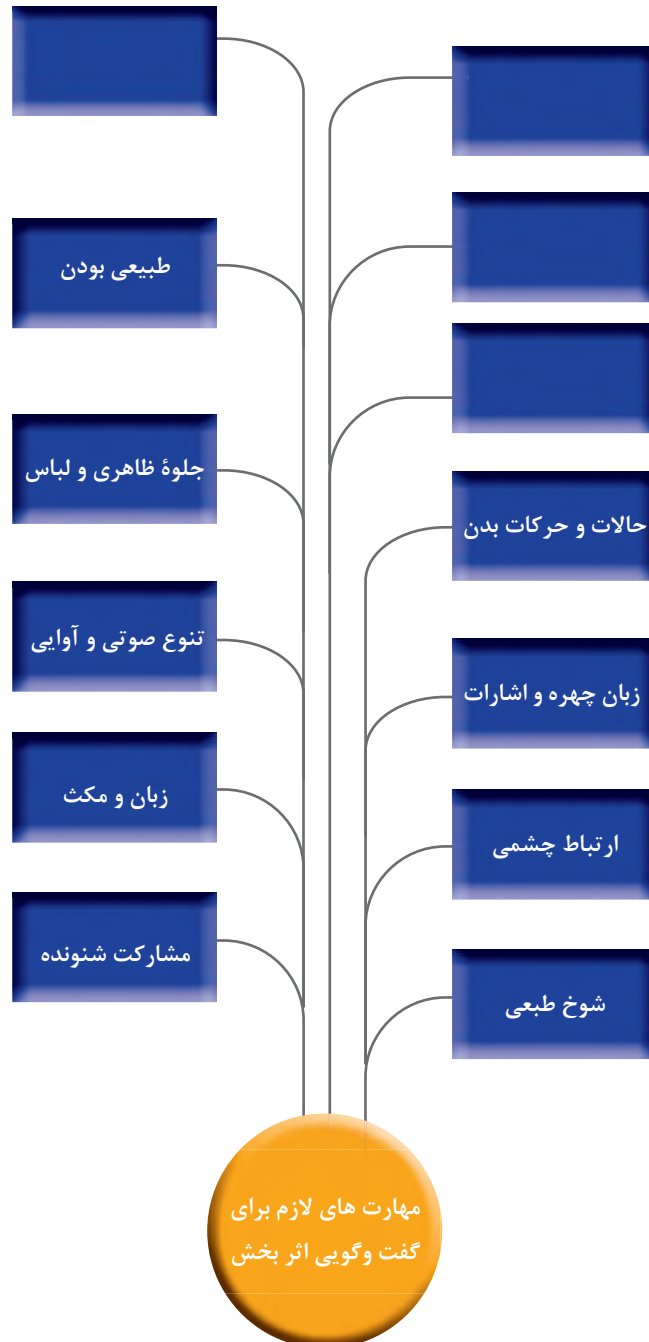 طبیعی بودن
جلوهٔ ظاهری و لباس
حالات و حرکات بدن
تنوع صوتی و آوایی
زبان چهره و اشارات
زبان و مکث
ارتباط چشمی
مشارکت شنونده
شوخ طبعی
مهارت های لازم برای
گفت وگویی اثر بخش